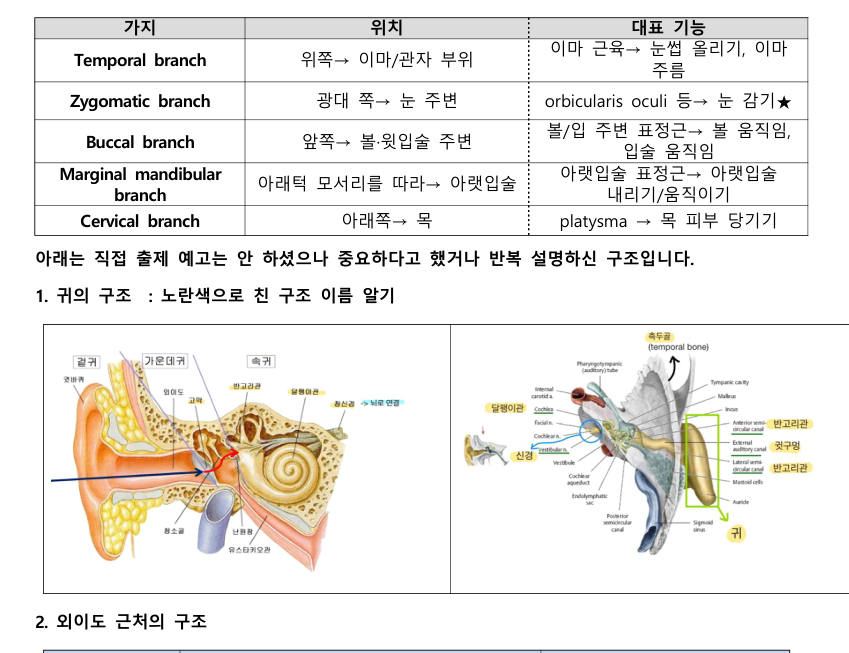 가지 위치 대표 기능
Temporal branch 위쪽→ 이마/관자 부위 이마 근육→ 눈썹 올리기, 이마
주름
Zygomatic branch 광대 쪽→ 눈 주변 orbicularis oculi 등→ 눈 감기★
Buccal branch 앞쪽→ 볼·윗입술 주변 볼/입 주변 표정근→ 볼 움직임,
입술 움직임
Marginal mandibular
branch 아래턱 모서리를 따라→ 아랫입술 아랫입술 표정근→ 아랫입술
내리기/움직이기
Cervical branch 아래쪽→ 목 platysma → 목 피부 당기기
아래는 직접 출제 예고는 안 하셨으나 중요하다고 했거나 반복 설명하신 구조입니다.
1. 귀의 구조 : 노란색으로 친 구조 이름 알기
겉귀 가운데귀 속귀
귓바퀴
외이도
고막
반고리관
달팽이관
청신경 -> 뇌로 연결
청소골
난원창
유스타키오관
측두골
(temporal bone)
Pharyngotympanic
(auditory) tube
Internal
carotid a.
달팽이관
Cochlea
Facial n.
Cochlear n.
신경
Vestibular n.
Vestibule
Cochlear
aqueduct
Endolymphatic
sac
Posterior
semicircular
canal
Tympanic cavity
Malleus
Incus
Anterior semi-
circular canal 반고리관
External
auditory canal 귓구멍
Lateral semi-
circular canal 반고리관
Mastoid cells
Auricle
Sigmoid
sinus
귀
2. 외이도 근처의 구조